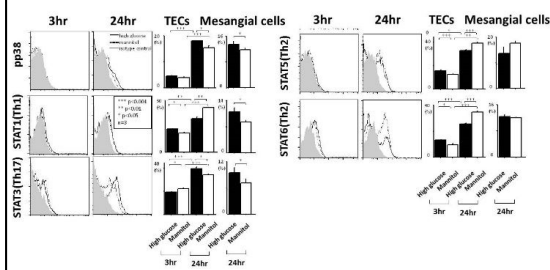 3hr 24hr TECs Mesangial cells
pp38
high glucose
mannitol
isotype control
STAT1(Th1)
*** p<0.001
** p<0.01
* p<0.05
n=3
STAT3(Th17)
High glucose
Mannitol
High glucose
Mannitol
High glucose
Mannitol
3hr 24hr 24hr
3hr 24hr TECs Mesangial cells
STAT5(Th2)
STAT6(Th2)
High glucose
Mannitol
High glucose
Mannitol
High glucose
Mannitol
3hr 24hr 24hr